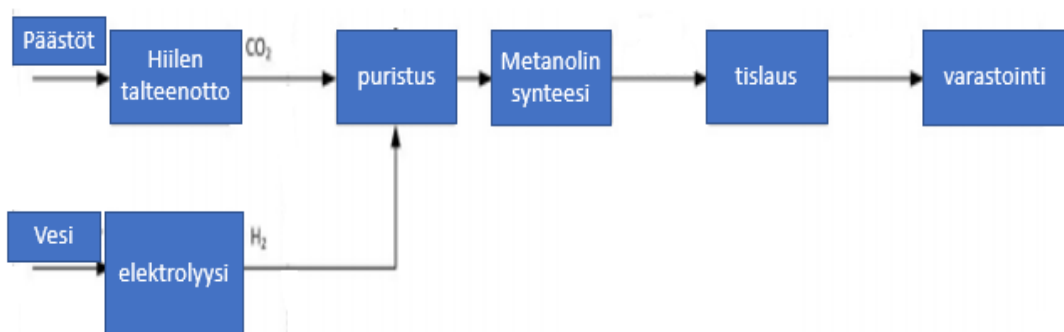 Päästöt
Hiilen
talteenotto
CO₂
puristus
Metanolin
synteesi
tislaus
varastointi
Vesi
elektrolyysi
H₂